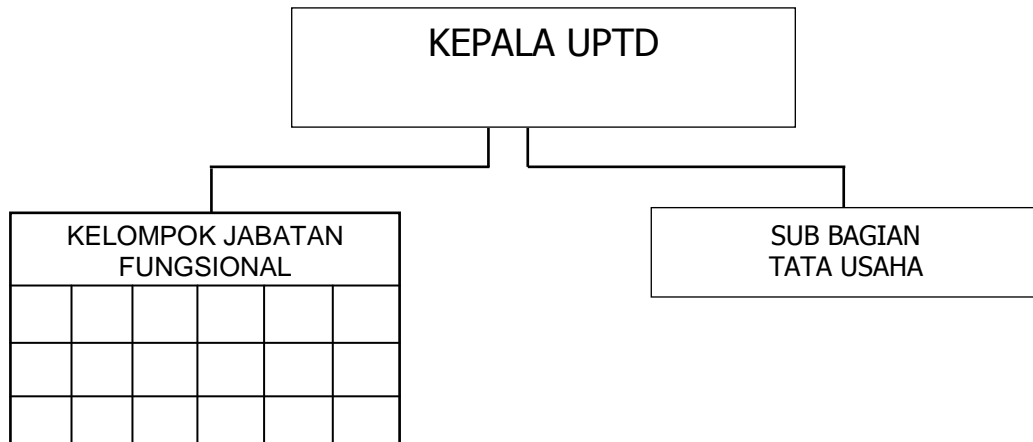 KEPALA UPTD
KELOMPOK JABATAN
FUNGSIONAL
SUB BAGIAN
TATA USAHA